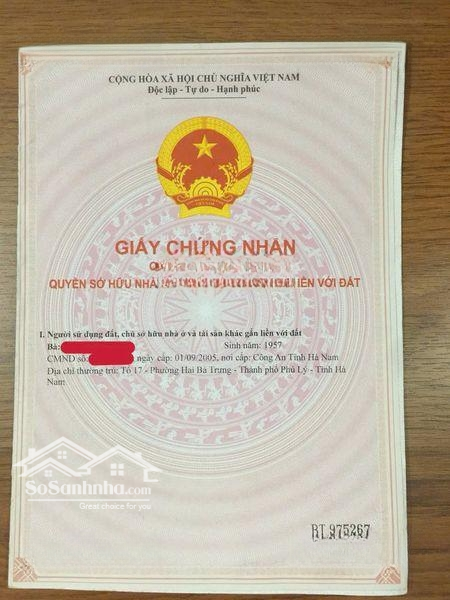 CỘNG HÒA XÃ HỘI CHỦ NGHĨA VIỆT NAM
Độc lập - Tự do - Hạnh phúc
GIẤY CHỨNG NHẬN
QUYỀN SỞ HỮU NHÀ LIỀN VỚI ĐẤT
I. Người sử dụng đất, chủ sở hữu nhà ở và tài sản khác gắn liền với đất
Bà: Sinh năm: 1957
CMND số: ngày cấp: 01/09/2005, nơi cấp: Công An Tỉnh Hà Nam
Địa chỉ thường trú: Tổ 17 - Phường Hai Bà Trưng - Thành phố Phủ Lý - Tỉnh Hà
Nam
SoSanhnha.com
Great choice for you
BT 975267